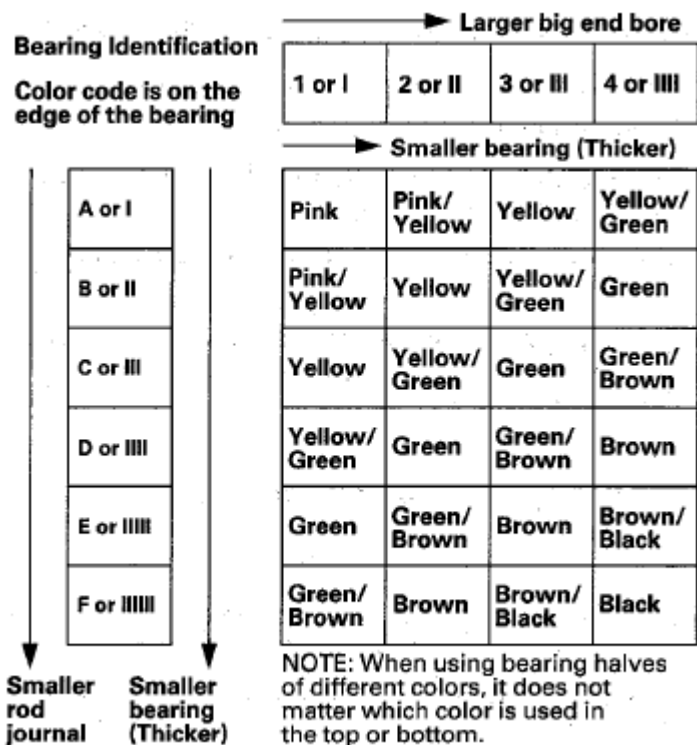 Larger big end bore
Bearing Identification
Color code is on the
edge of the bearing
1 or I
2 or II
3 or III
4 or IIII
Smaller bearing (Thicker)
A or I
Pink
Pink/
Yellow
Yellow
Yellow/
Green
B or II
Pink/
Yellow
Yellow
Yellow/
Green
Green
C or III
Yellow
Yellow/
Green
Green
Green/
Brown
D or IIII
Yellow/
Green
Green
Green/
Brown
Brown
E or IIIII
Green
Green/
Brown
Brown
Brown/
Black
F or IIIIII
Green/
Brown
Brown
Brown/
Black
Black
Smaller
rod
journal
Smaller
bearing
(Thicker)
NOTE: When using bearing halves
of different colors, it does not
matter which color is used in
the top or bottom.